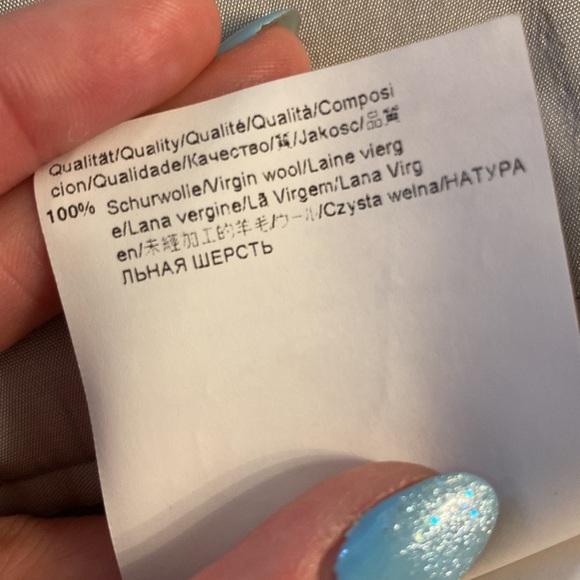 Qualität/Quality/Qualité/Qualità/Composi
cion/Qualidade/Качество/質/Jakosc/品質
100% Schurwolle/Virgin wool/Laine vierg
e/Lana vergine/Lã Virgem/Lana Virg
en/未經加工的羊毛/ウール/Czysta welna/НАТУРА
ЛЬНАЯ ШЕРСТЬ